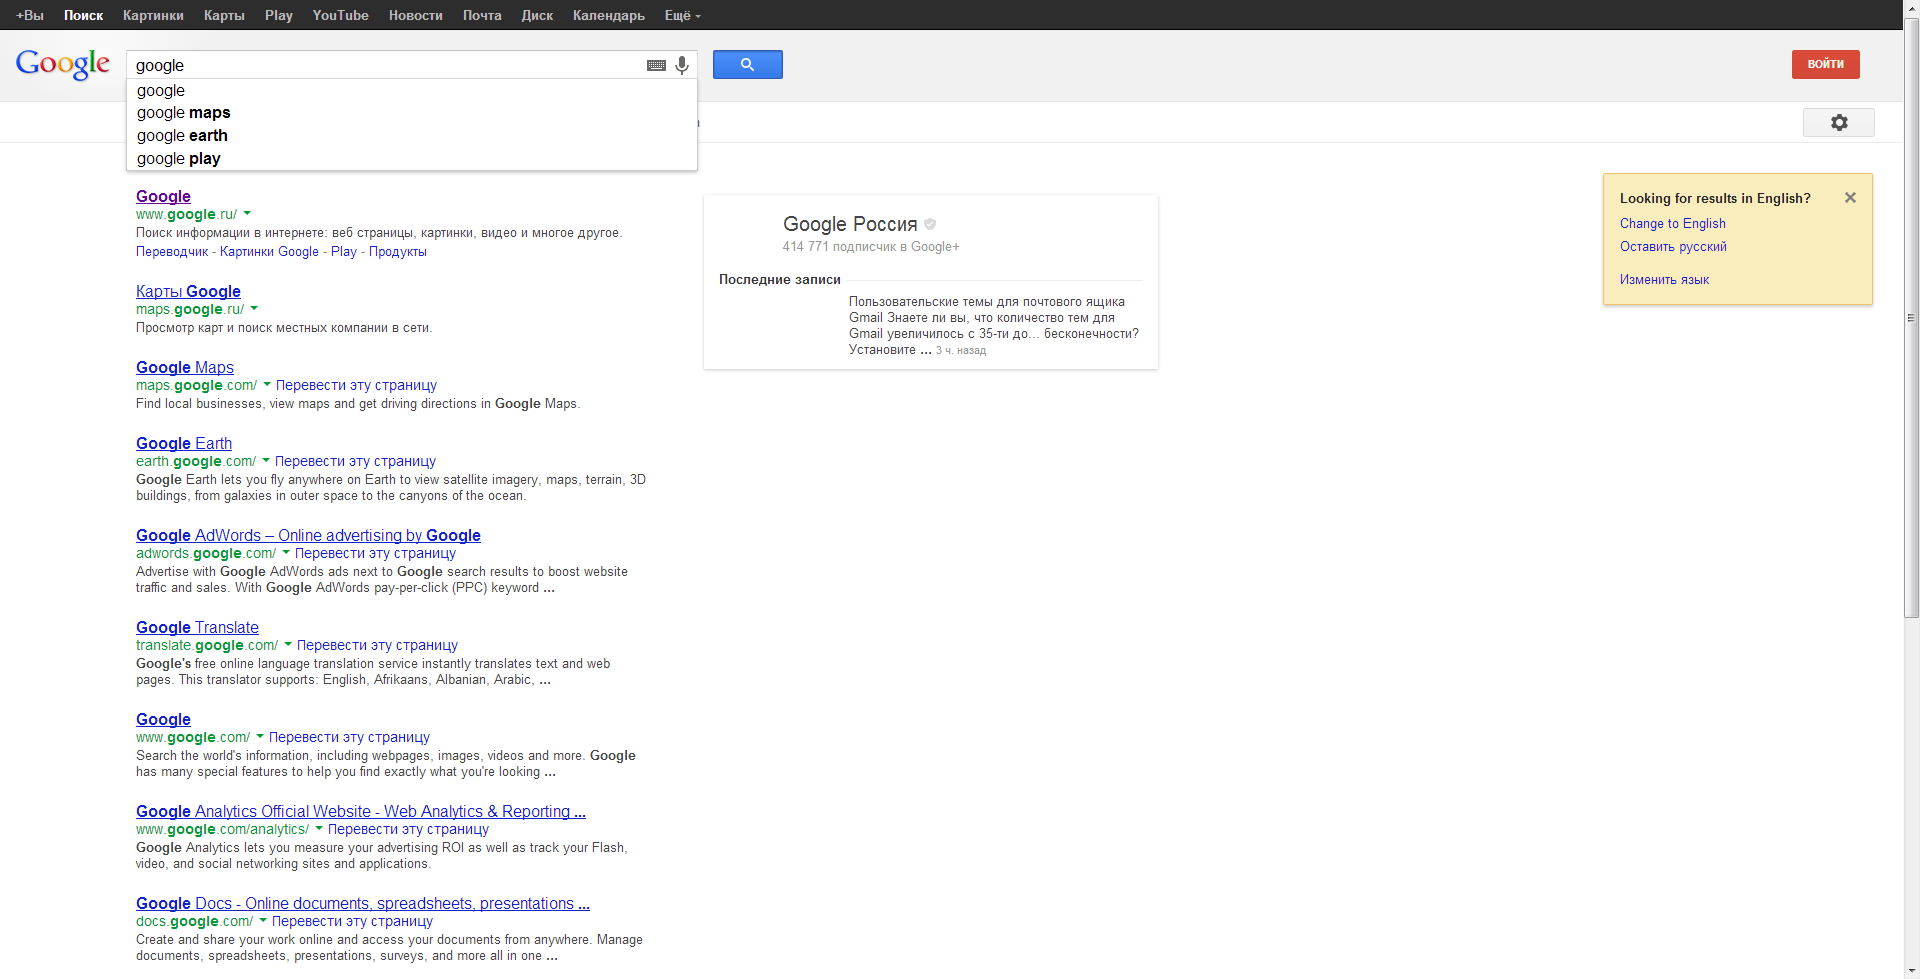 +Вы Поиск Картинки Карты Play YouTube Новости Почта Диск Календарь Ещё
Google
google
ВОЙТИ
google
google maps
google earth
google play
Google
www.google.ru/
Поиск информации в интернете: веб страницы, картинки, видео и многое другое.
Переводчик - Картинки Google - Play - Продукты
Карты Google
maps.google.ru/
Просмотр карт и поиск местных компании в сети.
Google Maps
maps.google.com/ Перевести эту страницу
Find local businesses, view maps and get driving directions in Google Maps.
Google Earth
earth.google.com/ Перевести эту страницу
Google Earth lets you fly anywhere on Earth to view satellite imagery, maps, terrain, 3D
buildings, from galaxies in outer space to the canyons of the ocean.
Google AdWords – Online advertising by Google
adwords.google.com/ Перевести эту страницу
Advertise with Google AdWords ads next to Google search results to boost website
traffic and sales. With Google AdWords pay-per-click (PPC) keyword ...
Google Translate
translate.google.com/ Перевести эту страницу
Google's free online language translation service instantly translates text and web
pages. This translator supports: English, Afrikaans, Albanian, Arabic, ...
Google
www.google.com/ Перевести эту страницу
Search the world's information, including webpages, images, videos and more. Google
has many special features to help you find exactly what you're looking ...
Google Analytics Official Website - Web Analytics & Reporting ...
www.google.com/analytics/ Перевести эту страницу
Google Analytics lets you measure your advertising ROI as well as track your Flash,
video, and social networking sites and applications.
Google Docs - Online documents, spreadsheets, presentations ...
docs.google.com/ Перевести эту страницу
Create and share your work online and access your documents from anywhere. Manage
documents, spreadsheets, presentations, surveys, and more all in one ...
Google Россия
414 771 подписчик в Google+
Последние записи
Пользовательские темы для почтового ящика
Gmail Знаете ли вы, что количество тем для
Gmail увеличилось с 35-ти до... бесконечности?
Установите ... 3 ч. назад
Looking for results in English?
Change to English
Оставить русский
Изменить язык